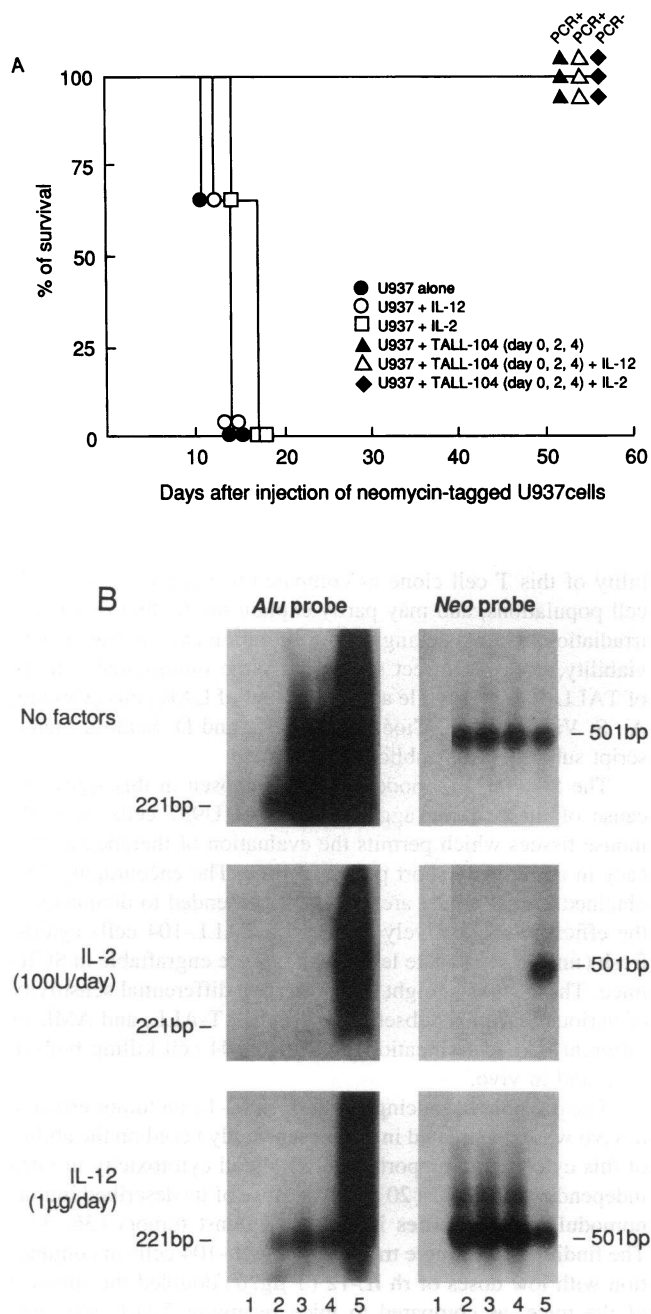 A
PCR+ PCR+ PCR-
100
75
50
25
0
% of survival
● U937 alone
○ U937 + IL-12
□ U937 + IL-2
▲ U937 + TALL-104 (day 0, 2, 4)
△ U937 + TALL-104 (day 0, 2, 4) + IL-12
◆ U937 + TALL-104 (day 0, 2, 4) + IL-2
10 20 30 40 50 60
Days after injection of neomycin-tagged U937cells
B
Alu probe Neo probe
No factors
– 501bp
221bp –
IL-2
(100U/day)
– 501bp
221bp –
IL-12
(1µg/day)
221bp –
– 501bp
1 2 3 4 5 1 2 3 4 5